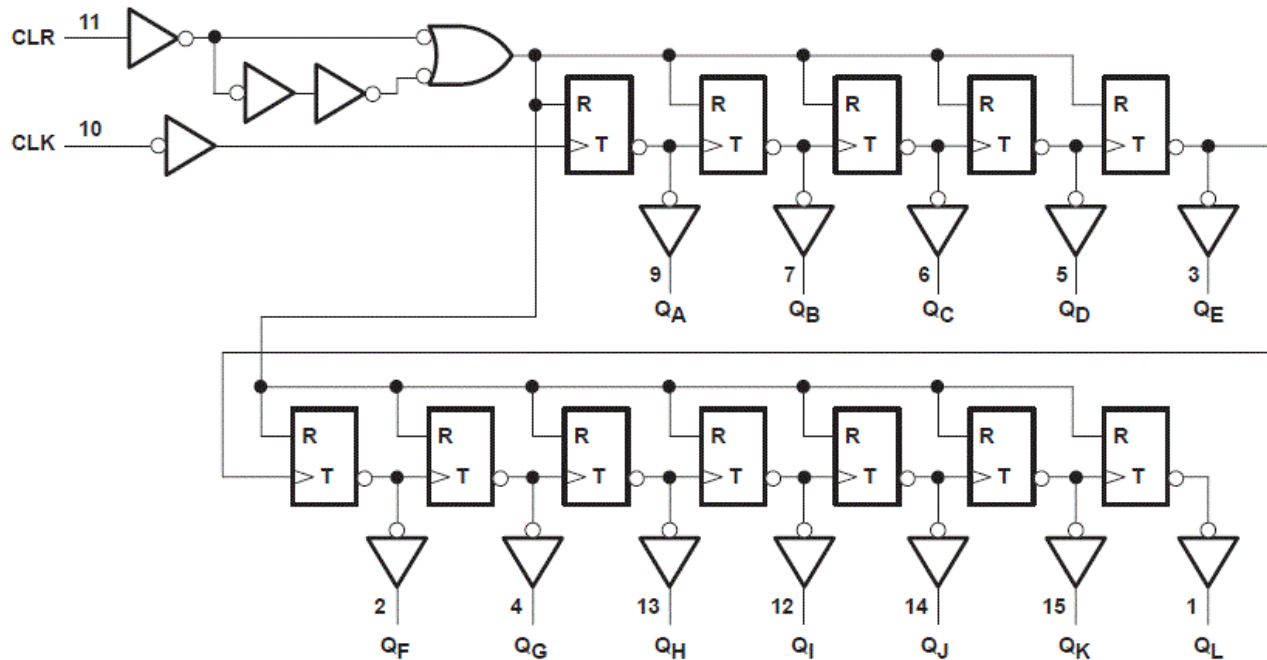 CLR 11
CLK 10
R R R R R
T T T T T
9 7 6 5 3
QA QB QC QD QE
R R R R R R R
T T T T T T T
2 4 13 12 14 15 1
QF QG QH QI QJ QK QL